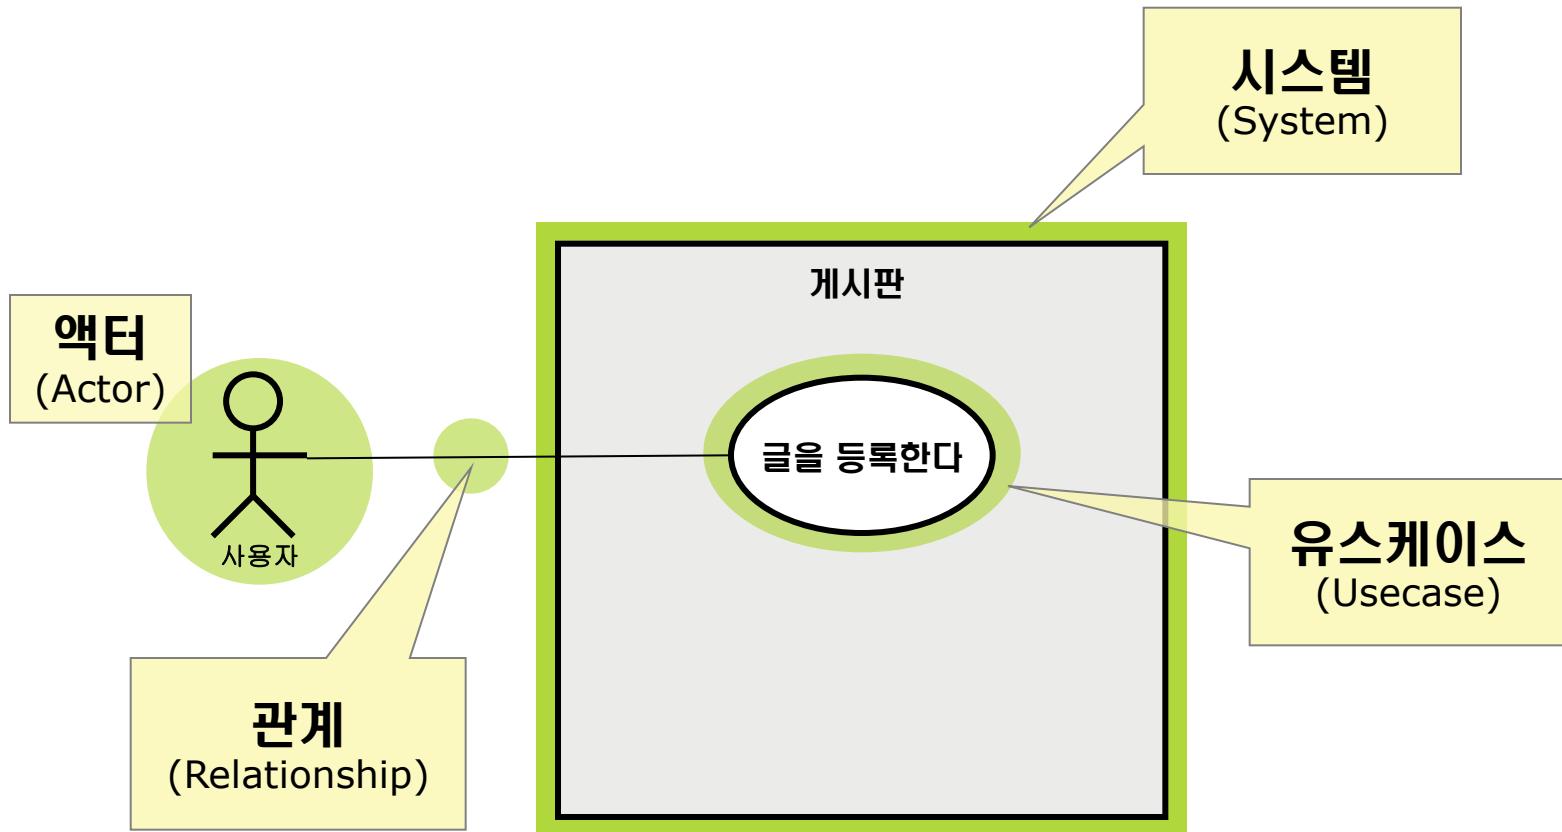 시스템
(System)
게시판
액터
(Actor)
글을 등록한다
사용자
유스케이스
(Usecase)
관계
(Relationship)